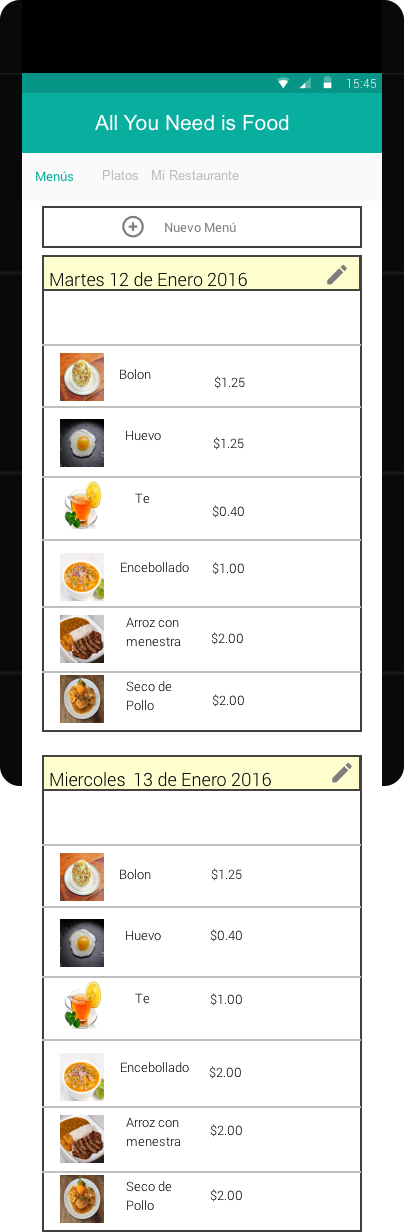 15:45
All You Need is Food
Menús Platos Mi Restaurante
Nuevo Menú
Martes 12 de Enero 2016
Bolon $1.25
Huevo $1.25
Te $0.40
Encebollado $1.00
Arroz con
menestra $2.00
Seco de
Pollo $2.00
Miercoles 13 de Enero 2016
Bolon $1.25
Huevo $0.40
Te $1.00
Encebollado $2.00
Arroz con
menestra $2.00
Seco de
Pollo $2.00